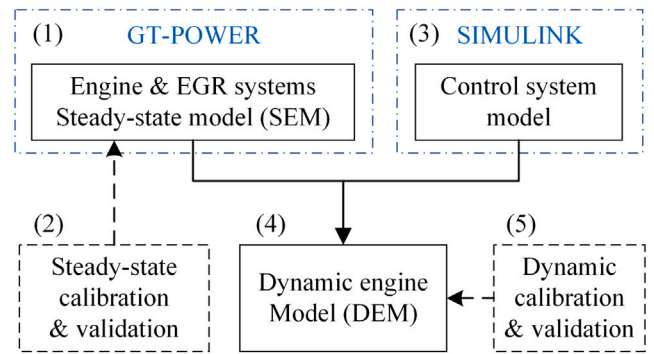 (1) GT-POWER
Engine & EGR systems
Steady-state model (SEM)
(3) SIMULINK
Control system
model
(2)
Steady-state
calibration
& validation
(4)
Dynamic engine
Model (DEM)
(5)
Dynamic
calibration
& validation